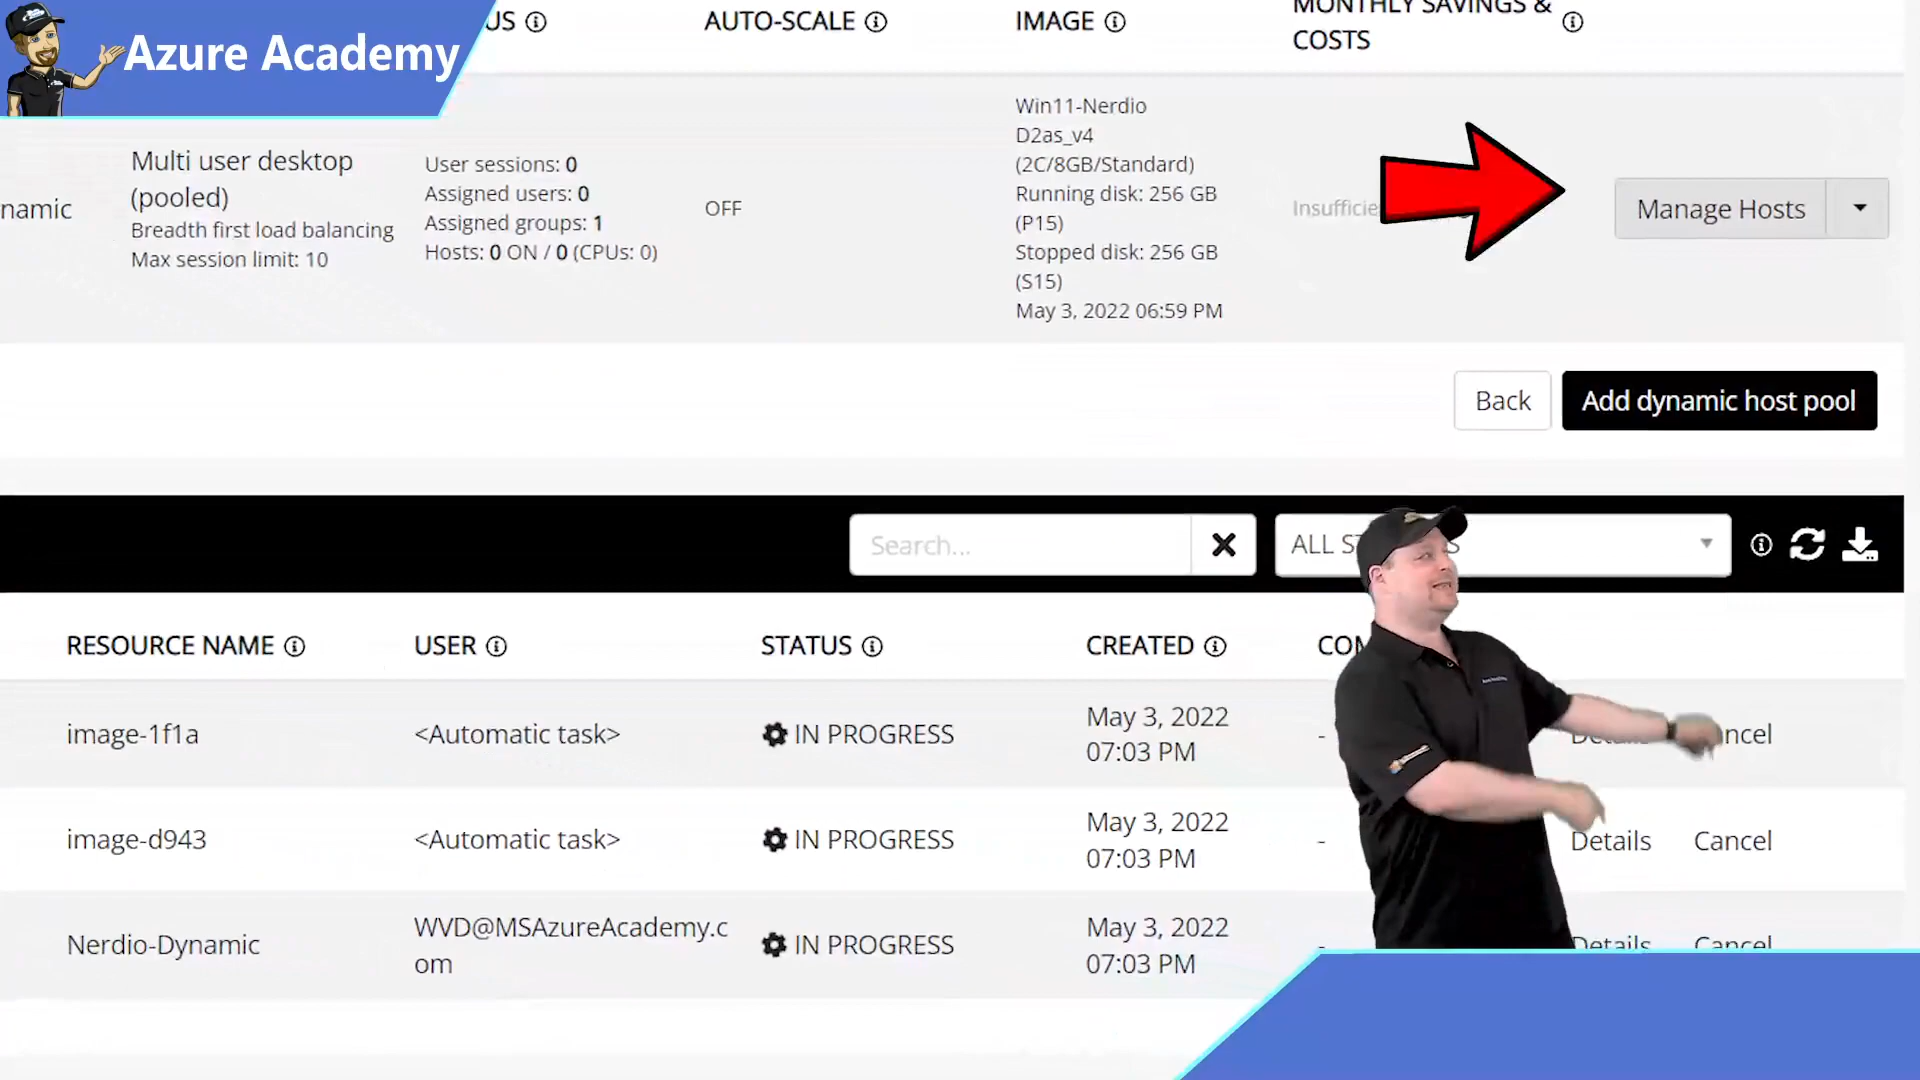 Azure Academy
US
AUTO-SCALE
IMAGE
MONTHLY SAVINGS &
COSTS
namic
Multi user desktop
(pooled)
Breadth first load balancing
Max session limit: 10
User sessions: 0
Assigned users: 0
Assigned groups: 1
Hosts: 0 ON / 0 (CPUs: 0)
OFF
Win11-Nerdio
D2as_v4
(2C/8GB/Standard)
Running disk: 256 GB
(P15)
Stopped disk: 256 GB
(S15)
May 3, 2022 06:59 PM
Insufficie
Manage Hosts
Back
Add dynamic host pool
Search...
ALL ST
S
RESOURCE NAME
USER
STATUS
CREATED
COM
image-1f1a
<Automatic task>
IN PROGRESS
May 3, 2022
07:03 PM
-
Details
ncel
image-d943
<Automatic task>
IN PROGRESS
May 3, 2022
07:03 PM
-
Details
Cancel
Nerdio-Dynamic
WVD@MSAzureAcademy.c
om
IN PROGRESS
May 3, 2022
07:03 PM
-
Details
Cancel